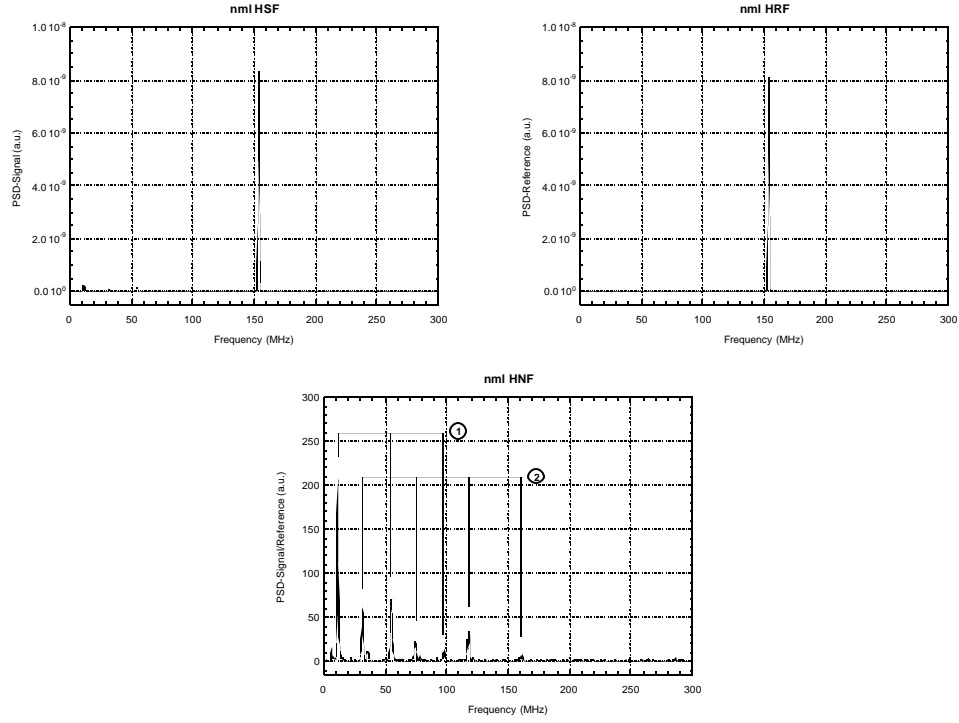 nml HSF
1.0 10⁻⁸
8.0 10⁻⁹
6.0 10⁻⁹
4.0 10⁻⁹
2.0 10⁻⁹
0.0 10⁰
PSD-Signal (a.u.)
0 50 100 150 200 250 300
Frequency (MHz)
nml HRF
1.0 10⁻⁸
8.0 10⁻⁹
6.0 10⁻⁹
4.0 10⁻⁹
2.0 10⁻⁹
0.0 10⁰
PSD-Reference (a.u.)
0 50 100 150 200 250 300
Frequency (MHz)
nml HNF
300
250
200
150
100
50
0
PSD-Signal/Reference (a.u.)
1
2
0 50 100 150 200 250 300
Frequency (MHz)